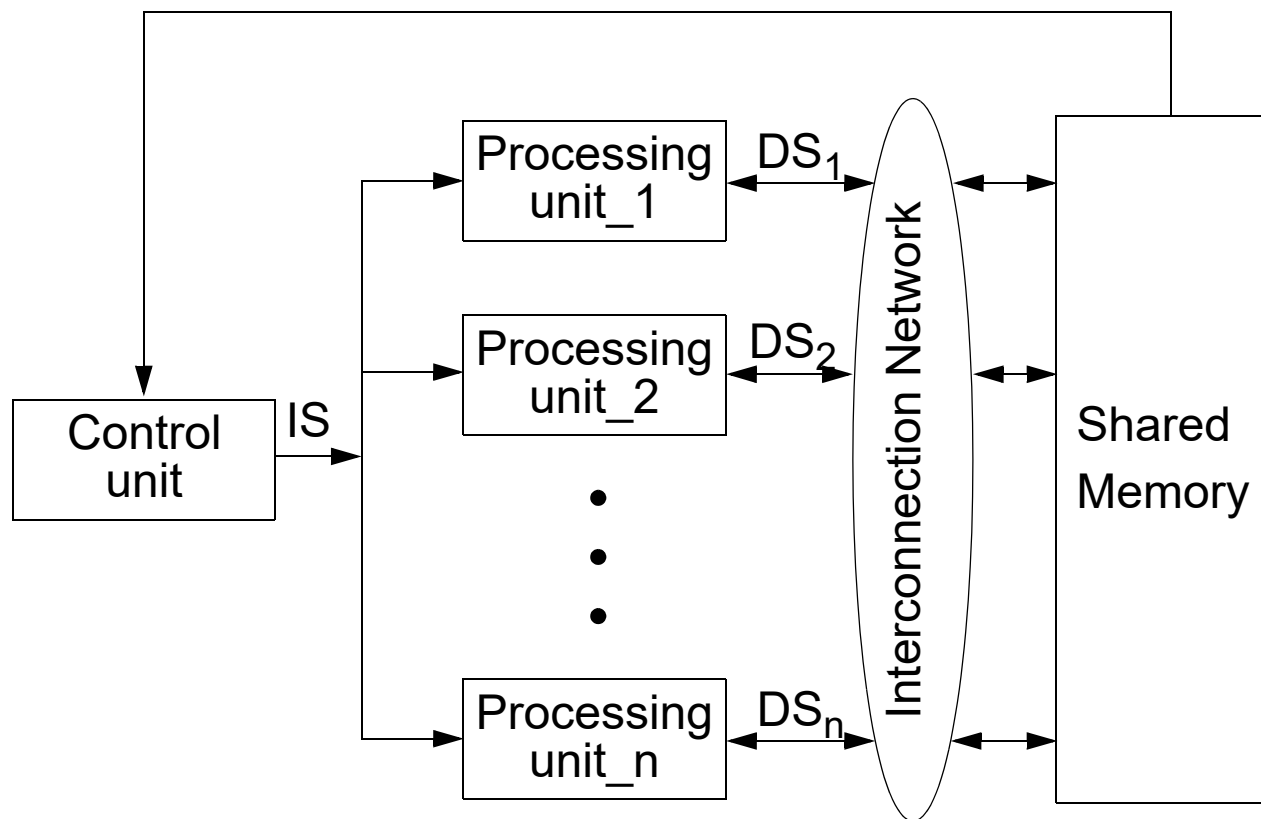 Control
unit
IS
Processing
unit_1
DS1
Processing
unit_2
DS2
Processing
unit_n
DSn
Interconnection Network
Shared
Memory